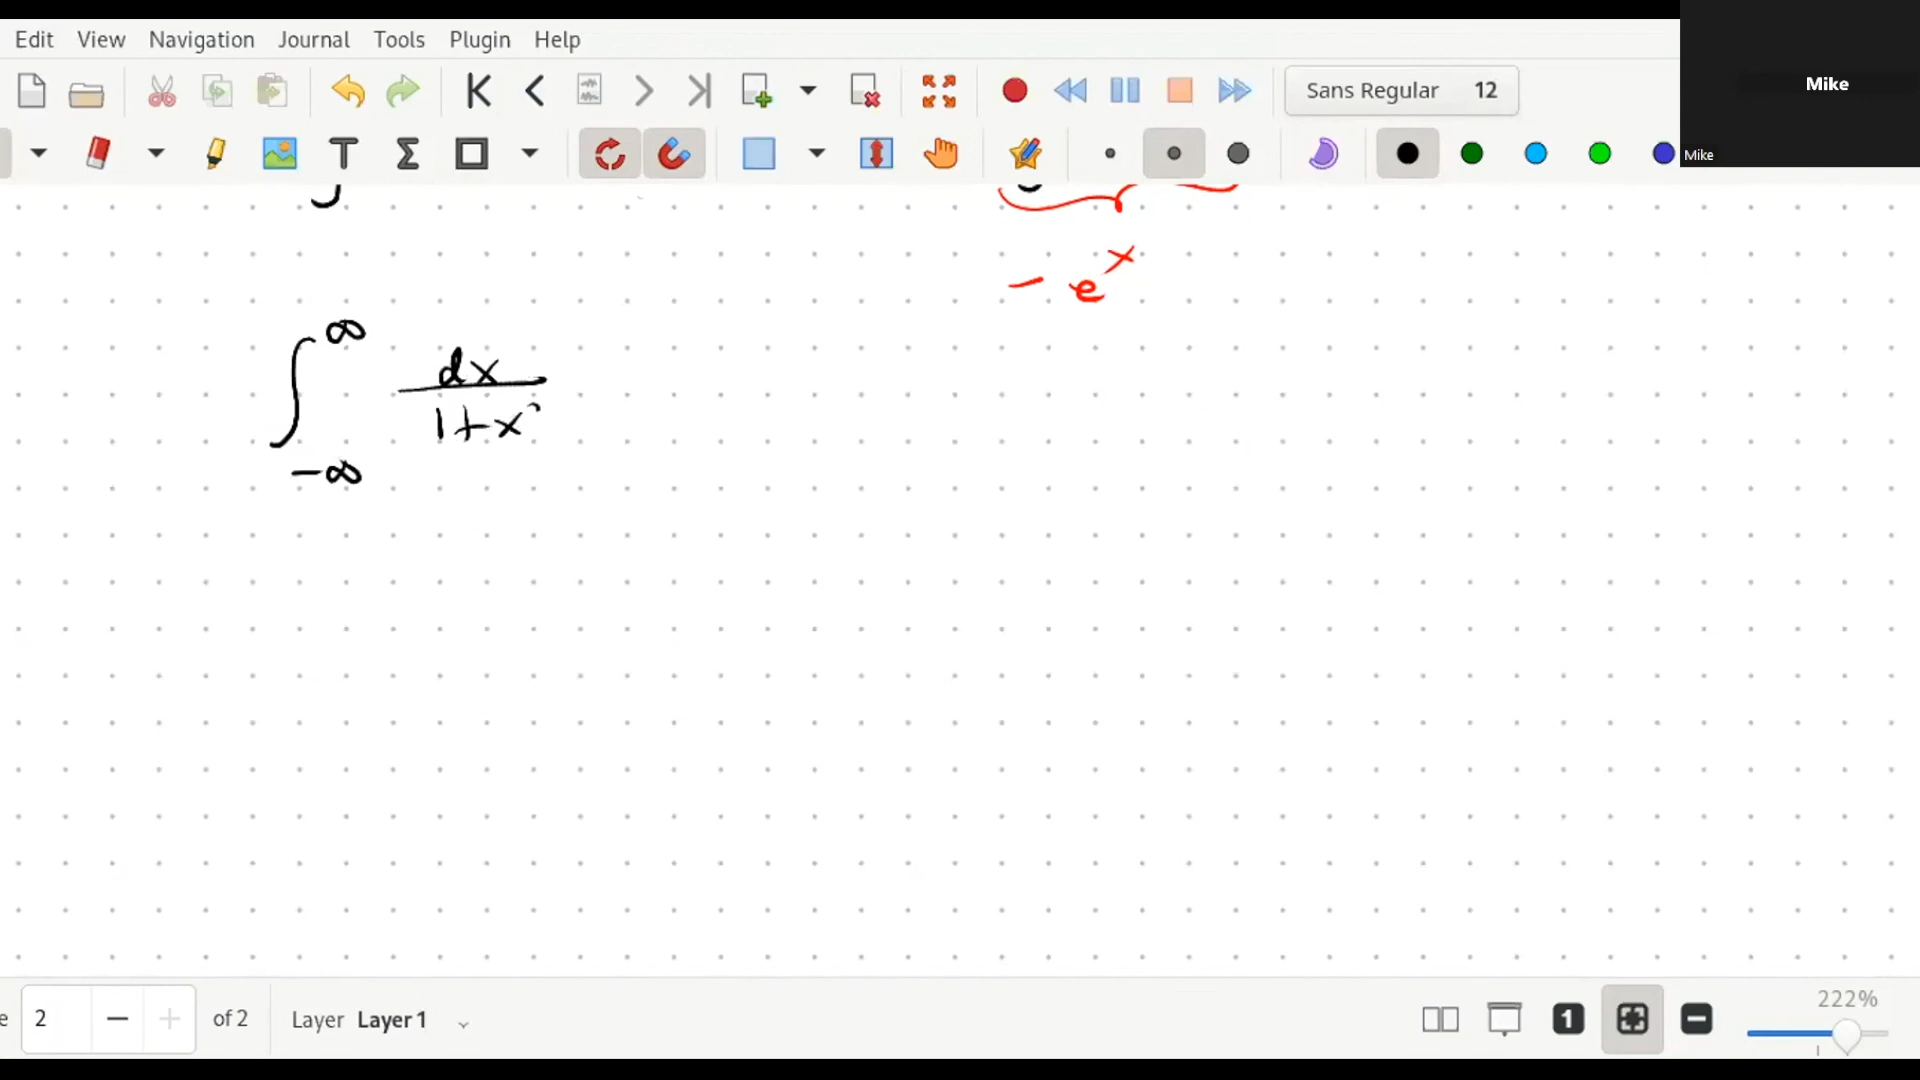 Edit View Navigation Journal Tools Plugin Help
Mike
Sans Regular 12
T Σ
Mike
- e^x
∫_{-∞}^{∞} dx/(1+x
2 of 2 Layer Layer 1
1
222%